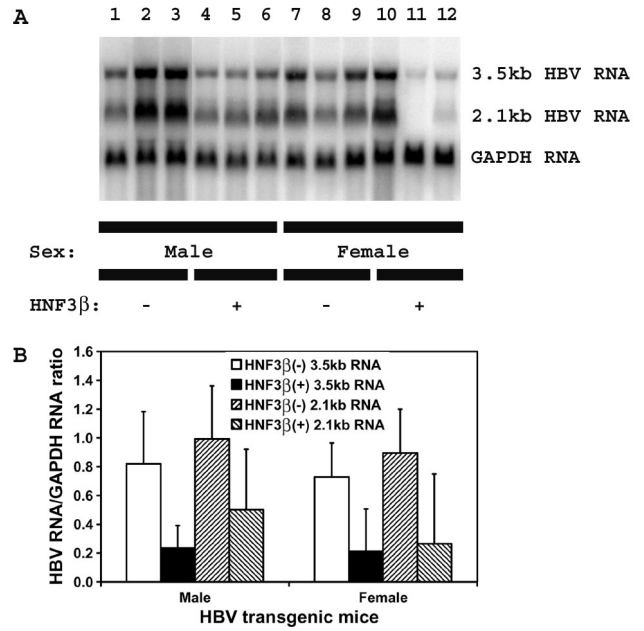 A
1 2 3 4 5 6 7 8 9 10 11 12
3.5kb HBV RNA
2.1kb HBV RNA
GAPDH RNA
Sex: Male Female
HNF3β: - + - +
B
HBV RNA/GAPDH RNA ratio
1.6
1.4
1.2
1.0
0.8
0.6
0.4
0.2
0.0
HNF3β(-) 3.5kb RNA
HNF3β(+) 3.5kb RNA
HNF3β(-) 2.1kb RNA
HNF3β(+) 2.1kb RNA
Male Female
HBV transgenic mice